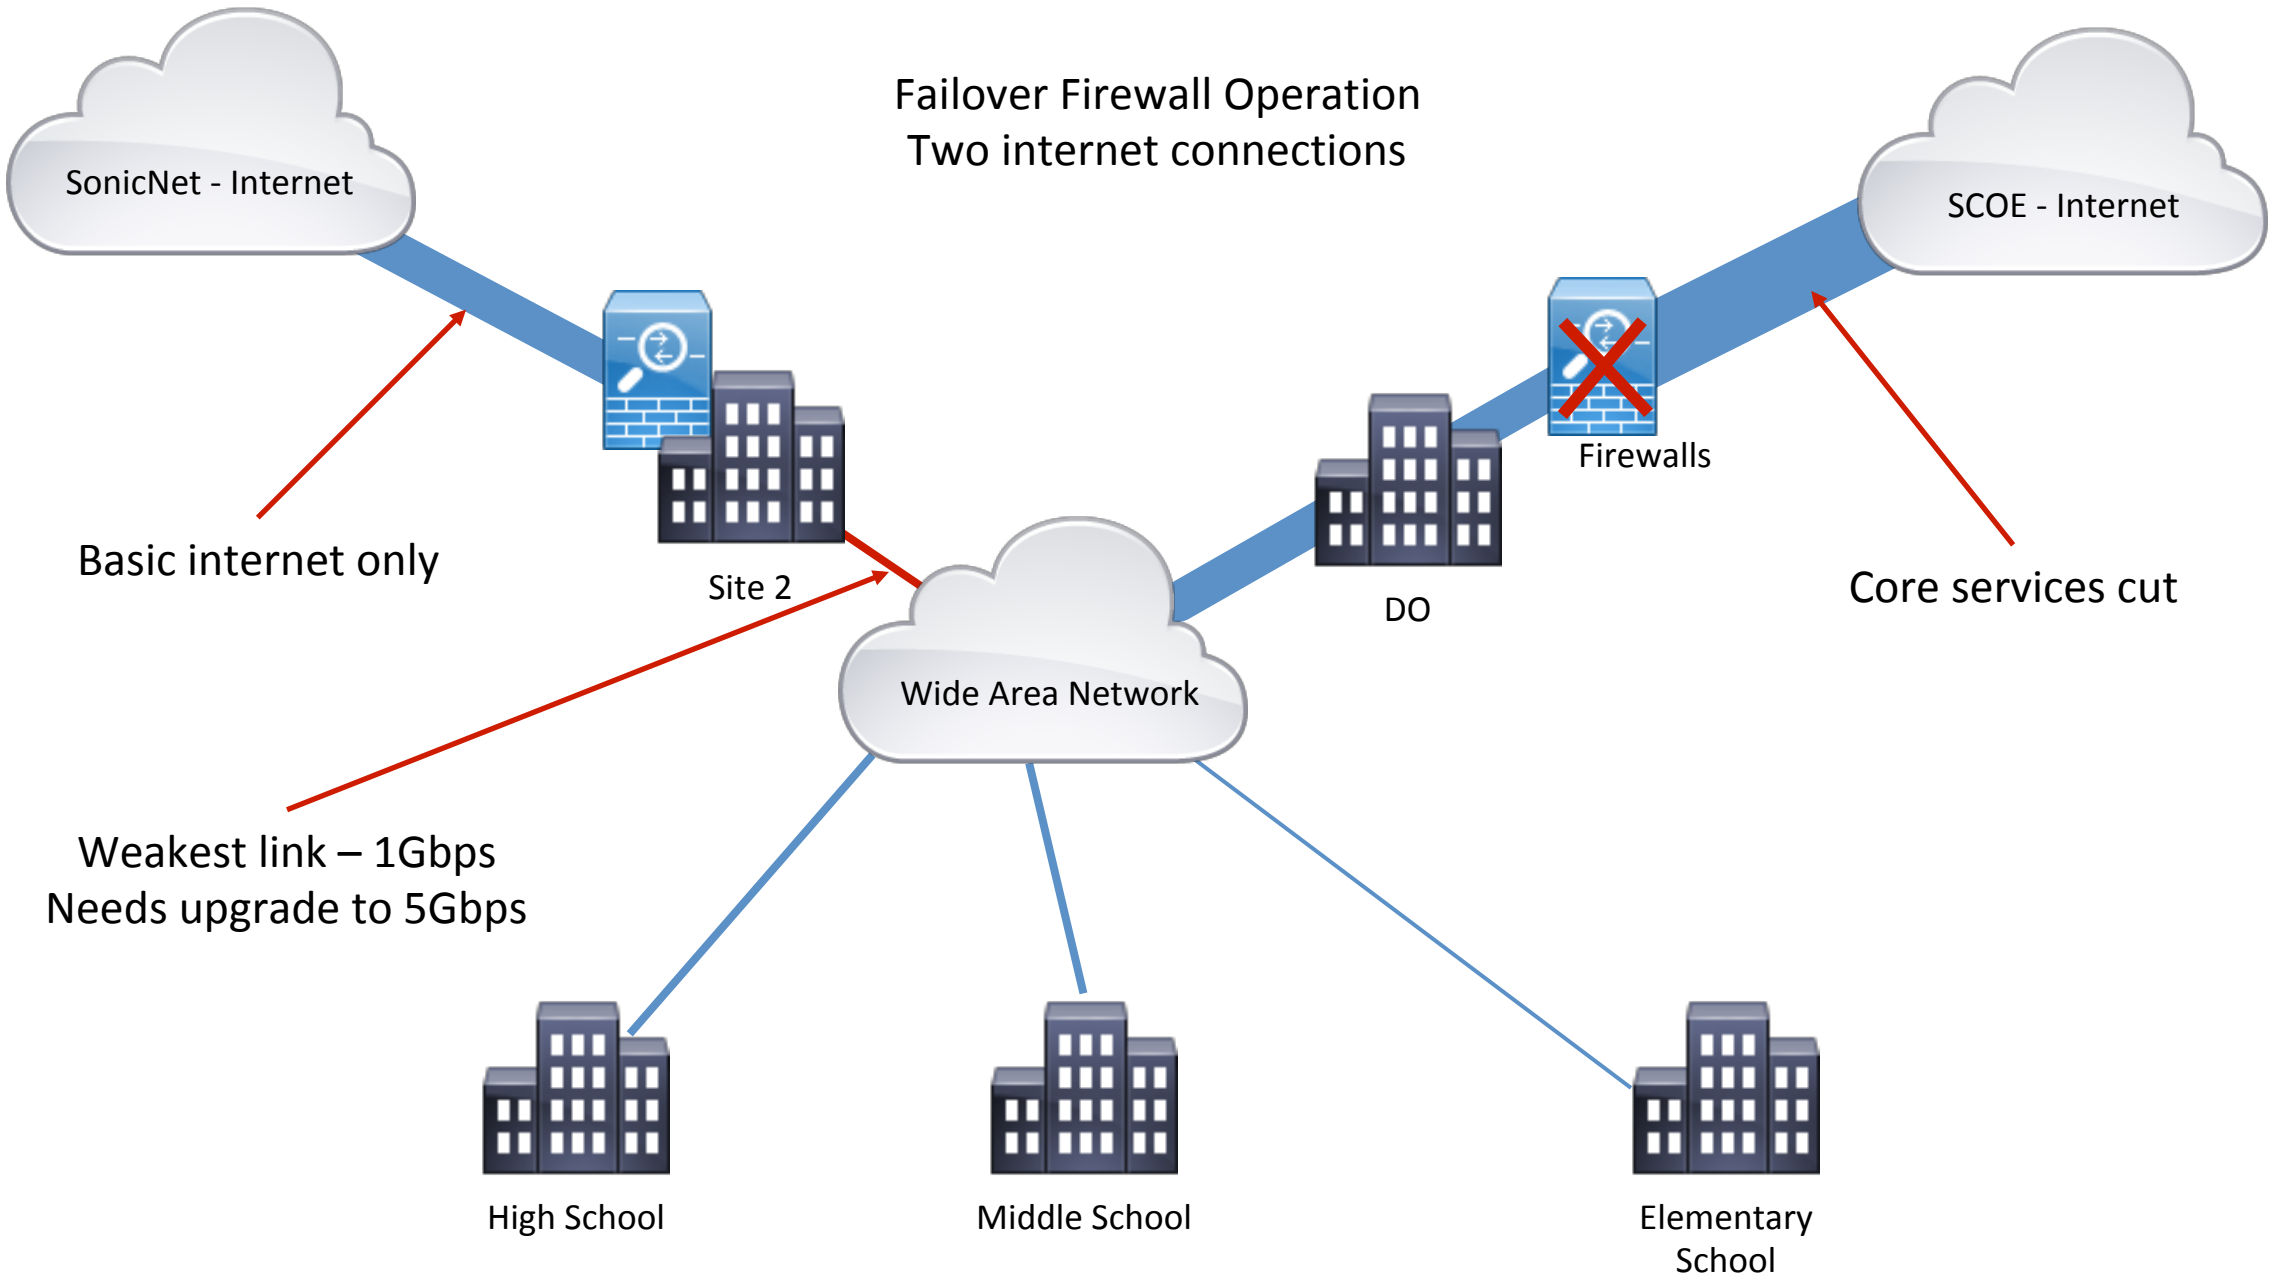 Failover Firewall Operation
Two internet connections
SonicNet - Internet
SCOE - Internet
Firewalls
Basic internet only
Site 2
DO
Core services cut
Wide Area Network
Weakest link – 1Gbps
Needs upgrade to 5Gbps
High School
Middle School
Elementary
School